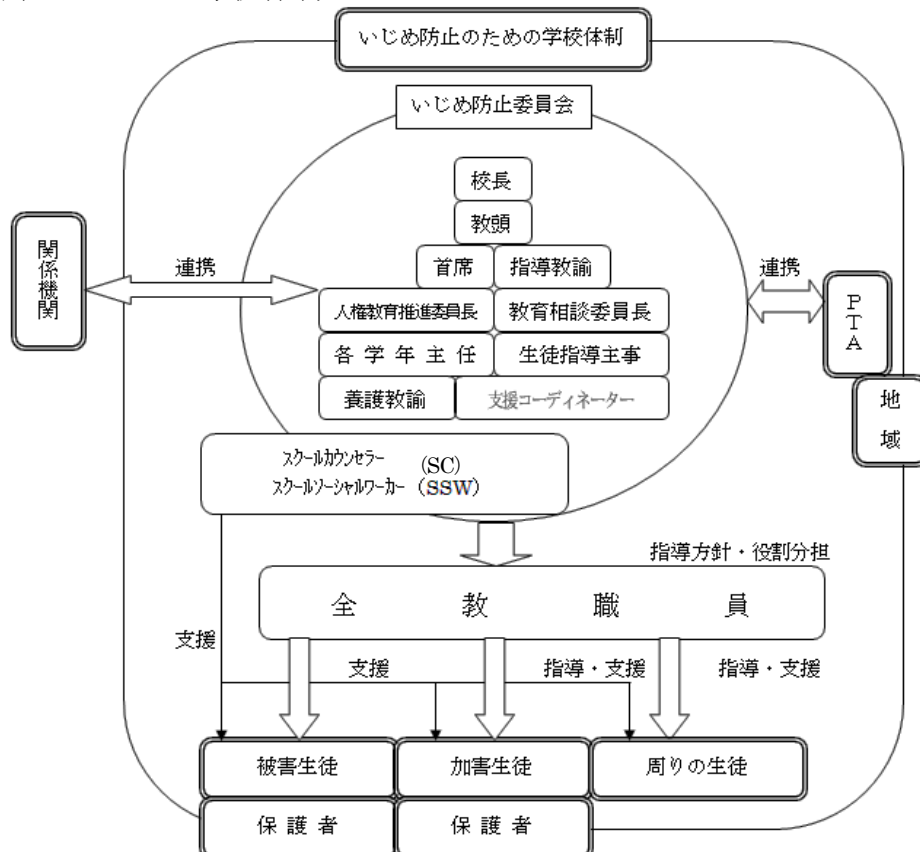 いじめ防止のための学校体制
いじめ防止委員会
校長
教頭
首席
指導教諭
人権教育推進委員長
教育相談委員長
各学年主任
生徒指導主事
養護教諭
支援コーディネーター
関係機関
連携
連携
PTA
地域
スクールカウンセラー (SC)
スクールソーシャルワーカー (SSW)
指導方針・役割分担
全教職員
支援
支援
指導・支援
指導・支援
被害生徒
加害生徒
周りの生徒
保護者
保護者